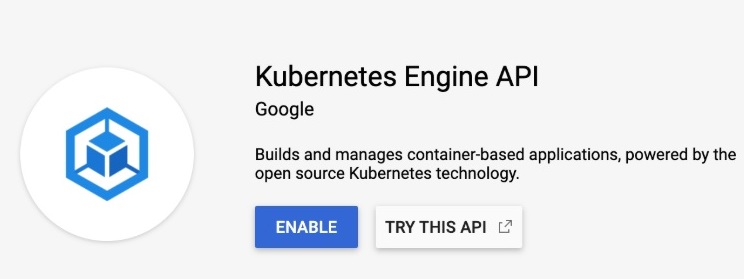 Kubernetes Engine API
Google
Builds and manages container-based applications, powered by the
open source Kubernetes technology.
ENABLE
TRY THIS API